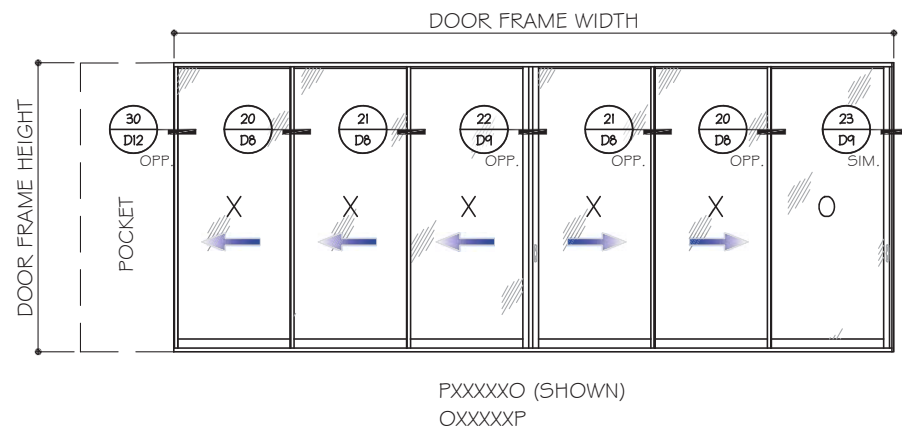 DOOR FRAME WIDTH
DOOR FRAME HEIGHT
POCKET
30 20 21 22 21 20 23
D12 D8 D8 D9 D8 D8 D9
OPP. OPP. OPP. OPP. SIM.
X X X X X O
PXXXXXO (SHOWN)
OXXXXXP